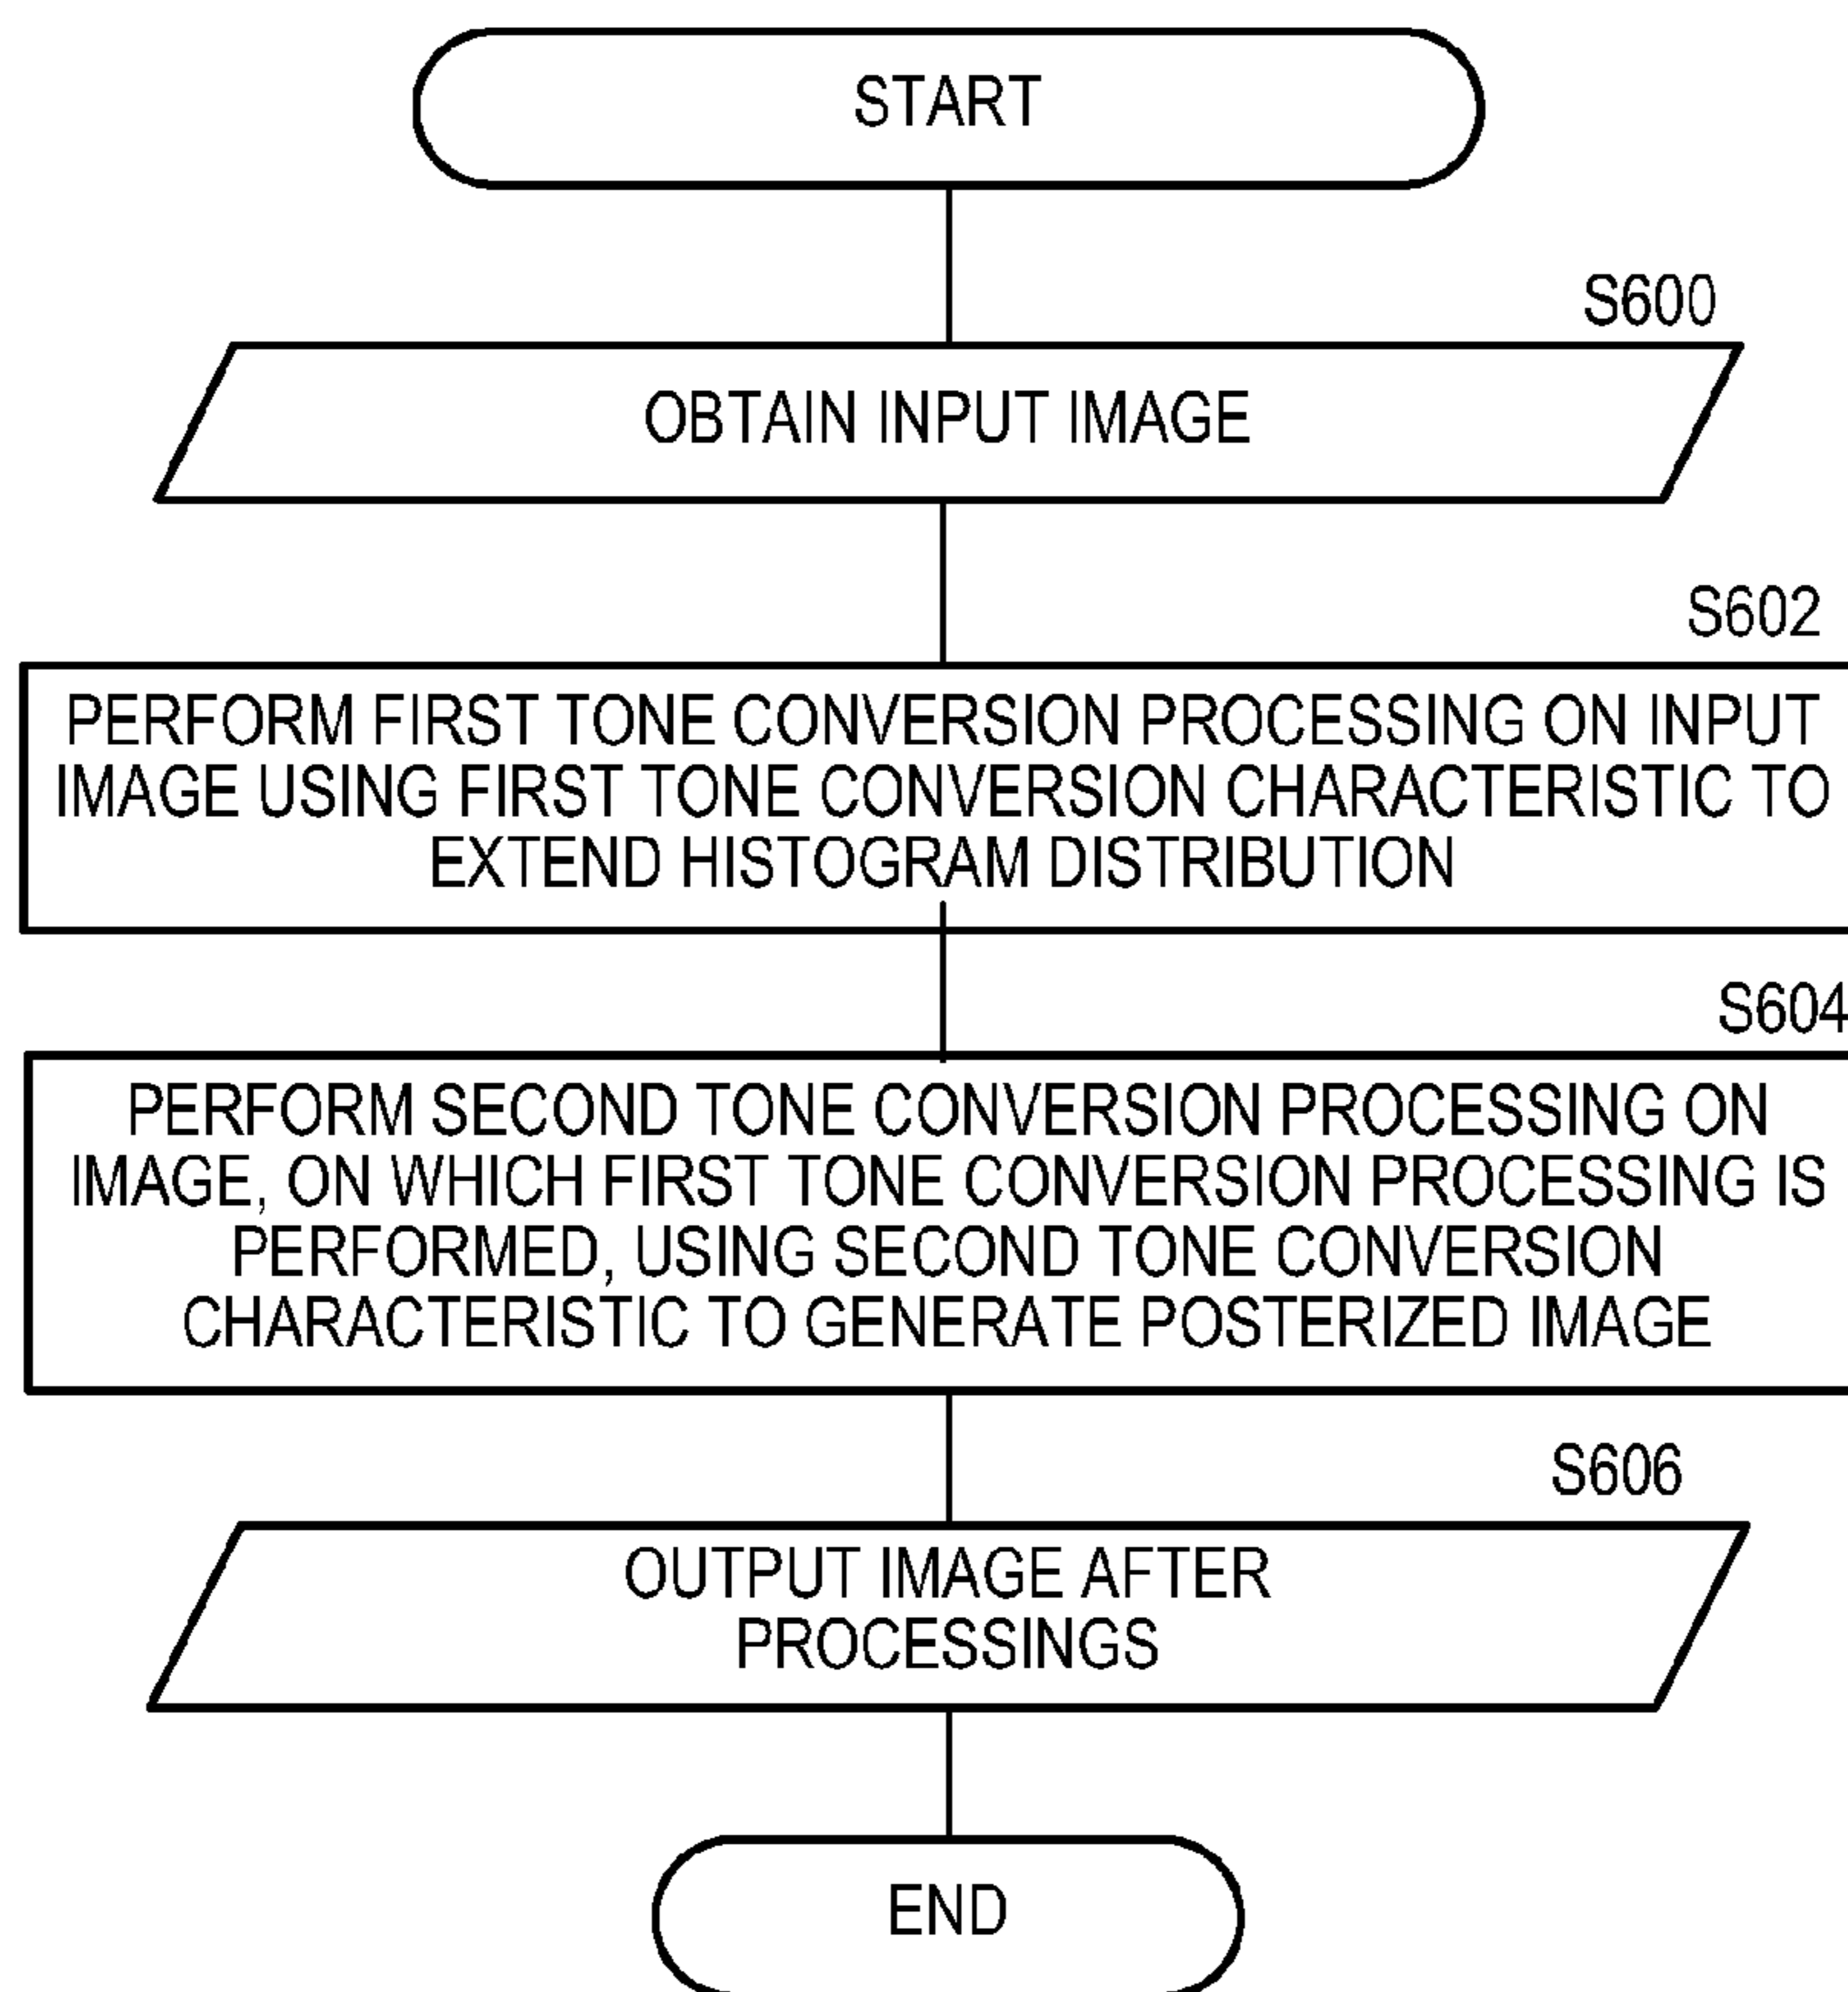 START
S600
OBTAIN INPUT IMAGE
S602
PERFORM FIRST TONE CONVERSION PROCESSING ON INPUT
IMAGE USING FIRST TONE CONVERSION CHARACTERISTIC TO
EXTEND HISTOGRAM DISTRIBUTION
S604
PERFORM SECOND TONE CONVERSION PROCESSING ON
IMAGE, ON WHICH FIRST TONE CONVERSION PROCESSING IS
PERFORMED, USING SECOND TONE CONVERSION
CHARACTERISTIC TO GENERATE POSTERIZED IMAGE
S606
OUTPUT IMAGE AFTER
PROCESSINGS
END